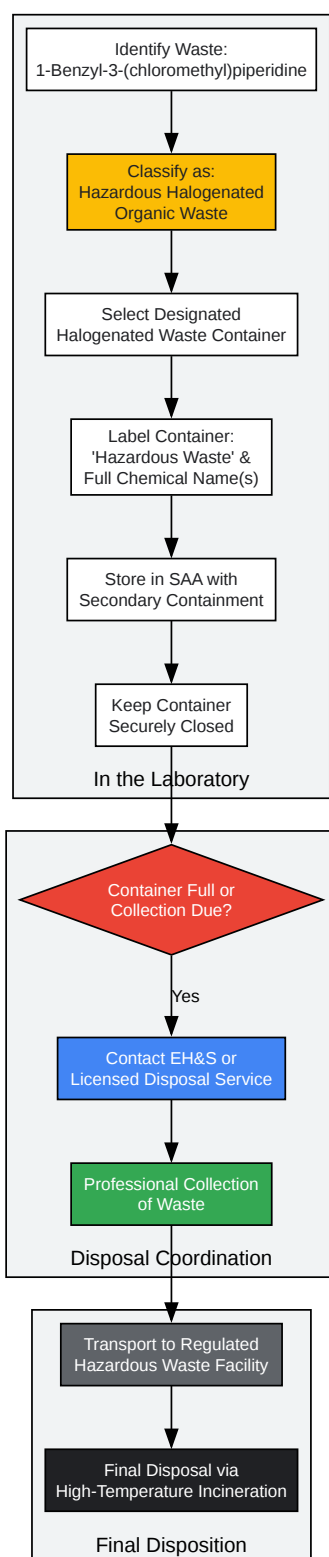 Identify Waste:
1-Benzyl-3-(chloromethyl)piperidine
Classify as:
Hazardous Halogenated
Organic Waste
Select Designated
Halogenated Waste Container
Label Container:
'Hazardous Waste' &
Full Chemical Name(s)
Store in SAA with
Secondary Containment
Keep Container
Securely Closed
In the Laboratory
Container Full or
Collection Due?
Yes
Contact EH&S or
Licensed Disposal Service
Professional Collection
of Waste
Disposal Coordination
Transport to Regulated
Hazardous Waste Facility
Final Disposal via
High-Temperature Incineration
Final Disposition